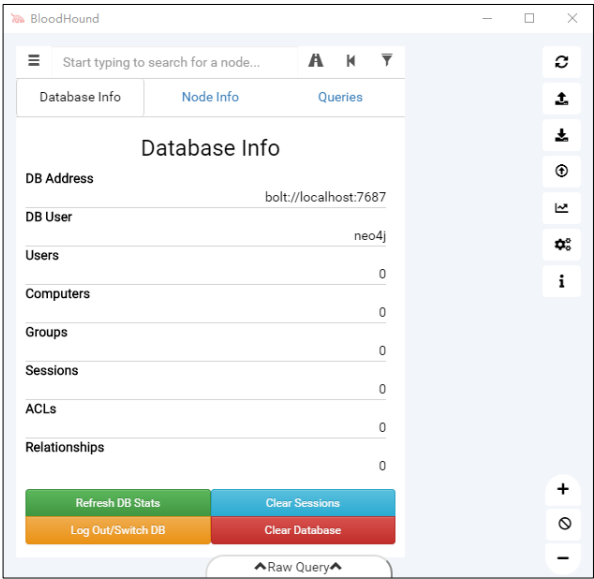 BloodHound
Start typing to search for a node...
Database Info Node Info Queries
Database Info
DB Address
bolt://localhost:7687
DB User
neo4j
Users
0
Computers
0
Groups
0
Sessions
0
ACLs
0
Relationships
0
Refresh DB Stats Clear Sessions
Log Out/Switch DB Clear Database
Raw Query